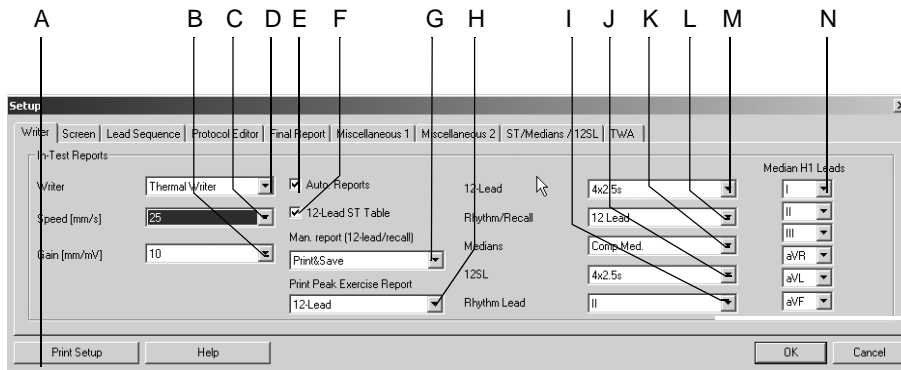 A B C D E F G H I J K L M N
Setup
Writer Screen Lead Sequence Protocol Editor Final Report Miscellaneous 1 Miscellaneous 2 ST/Medians / 12SL TWA
In-Test Reports
Median H1 Leads
Writer Thermal Writer Auto. Reports 12-Lead 4x2.5s I
Speed [mm/s] 25 12-Lead ST Table Rhythm/Recall 12 Lead II
Man. report (12-lead/recall) III
Gain [mm/mV] 10 Print&Save Medians Comp.Med. aVR
Print Peak Exercise Report 12SL 4x2.5s aVL
12-Lead Rhythm Lead II aVF
Print Setup Help OK Cancel